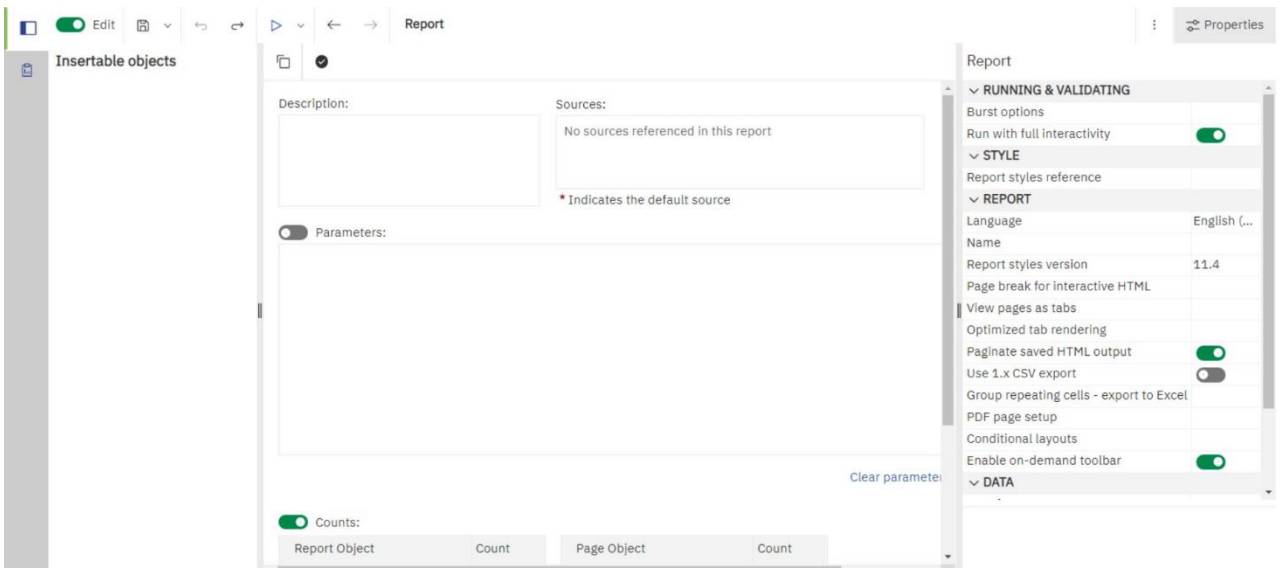 Edit
Report
Properties
Insertable objects
Description:
Sources:
No sources referenced in this report
* Indicates the default source
Parameters:
Clear parameter
Counts:
Report Object Count Page Object Count
Report
RUNNING & VALIDATING
Burst options
Run with full interactivity
STYLE
Report styles reference
REPORT
Language English (...
Name
Report styles version 11.4
Page break for interactive HTML
View pages as tabs
Optimized tab rendering
Paginate saved HTML output
Use 1.x CSV export
Group repeating cells - export to Excel
PDF page setup
Conditional layouts
Enable on-demand toolbar
DATA